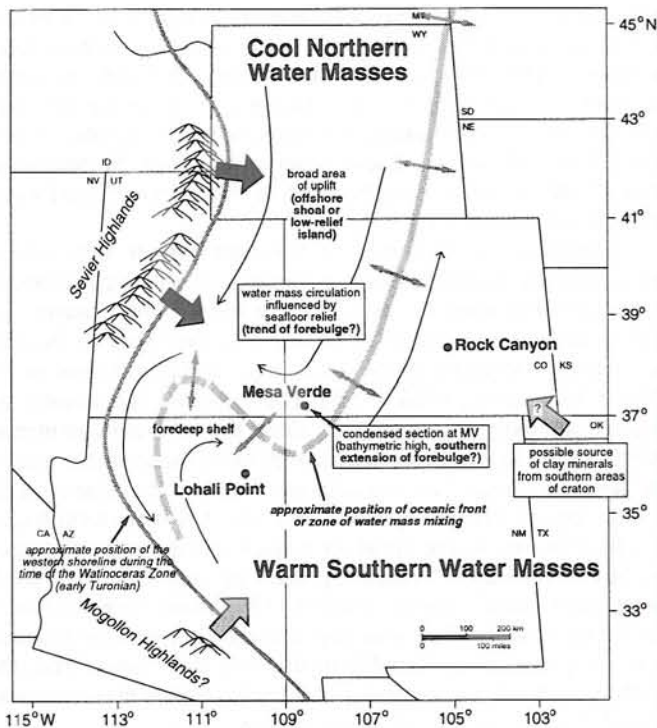 MT
WY
45°N
Cool Northern
Water Masses
43°
SD
NE
ID
NV
UT
broad area
of uplift
(offshore
shoal or
low-relief
island)
41°
Sevier Highlands
water mass circulation
influenced by
seafloor relief
(trend of forebulge?)
39°
Rock Canyon
CO
KS
Mesa Verde
?
37°
OK
foredeep shelf
condensed section at MV
(bathymetric high, southern
extension of forebulge?)
possible source
of clay minerals
from southern areas
of craton
Lohali Point
approximate position of oceanic front
or zone of water mass mixing
35°
CA
AZ
NM
TX
approximate position of the
western shoreline during the
time of the Watinoceras Zone
(early Turonian)
Warm Southern Water Masses
Mogollon Highlands?
33°
0 100 200 km
0 100 miles
115°W
113°
111°
109°
107°
105°
103°